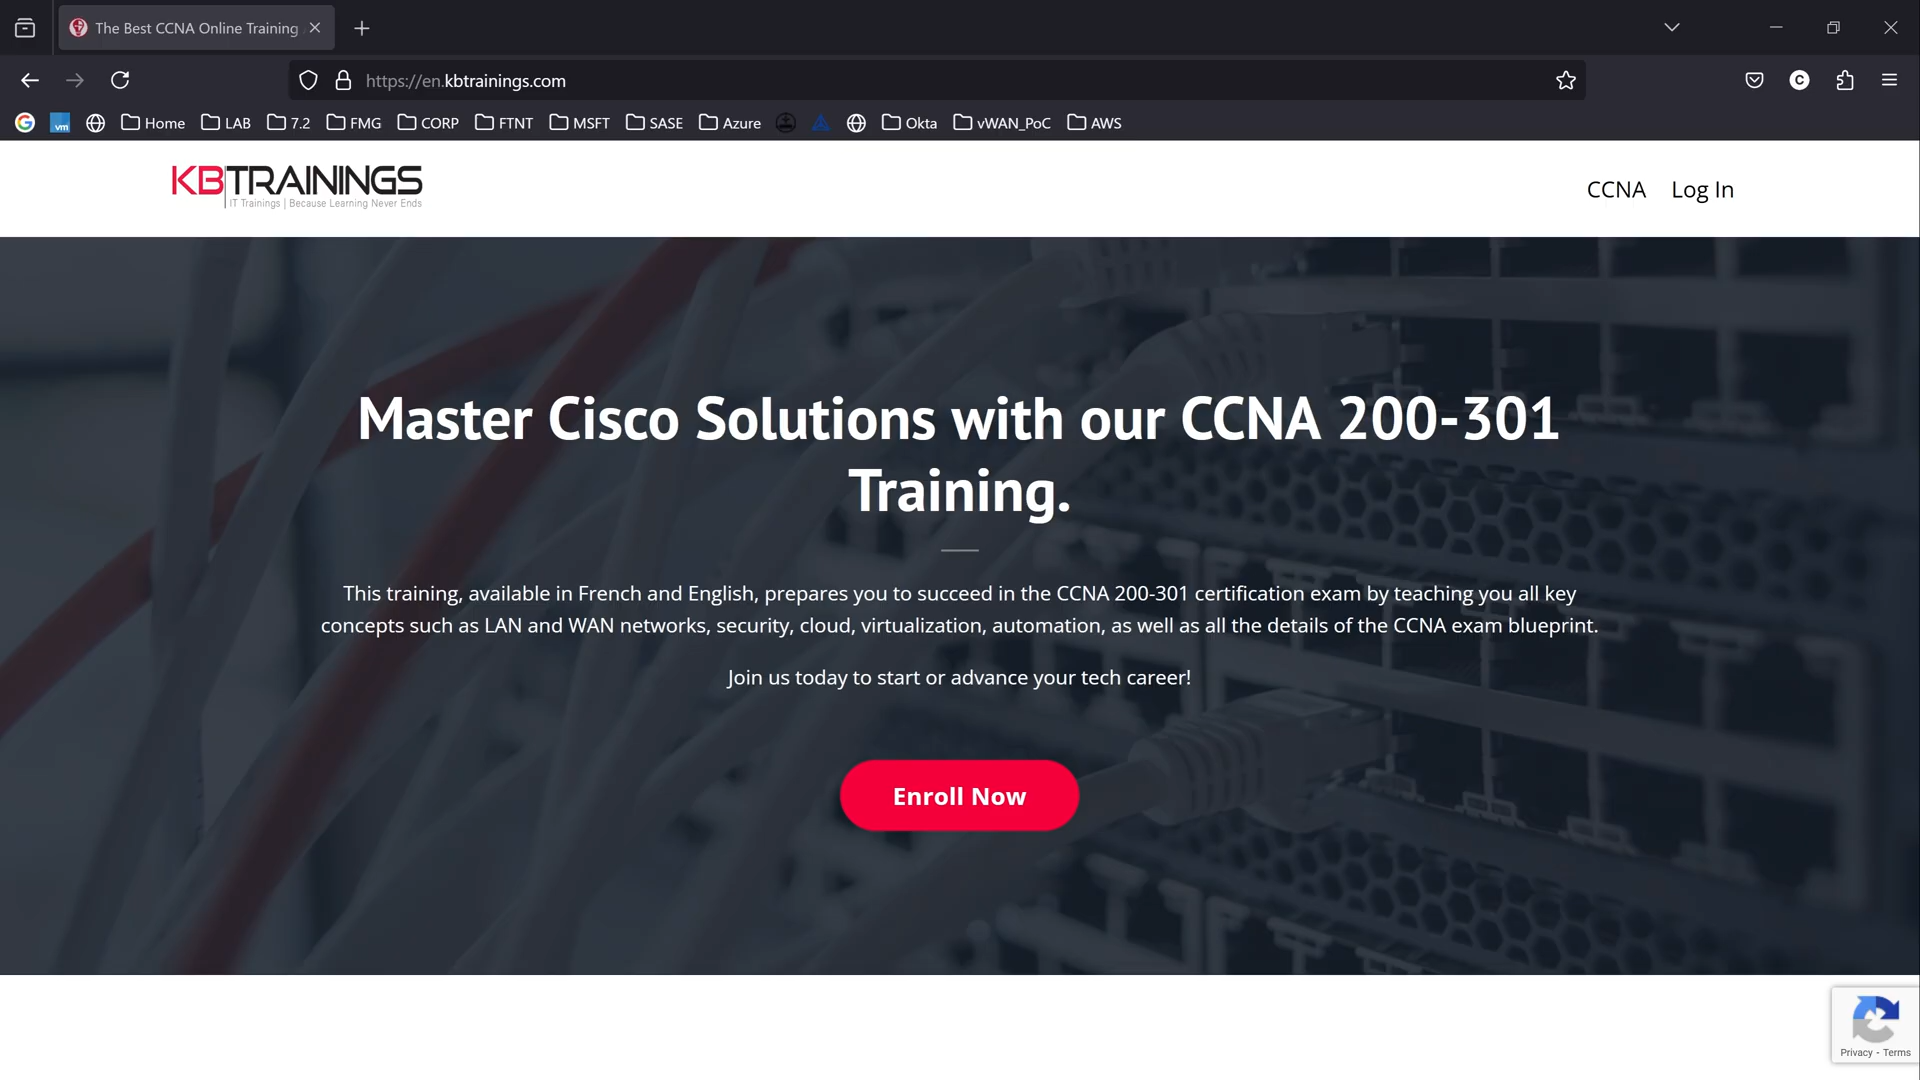 The Best CCNA Online Training
https://en.kbtrainings.com
vm
Home
LAB
7.2
FMG
CORP
FTNT
MSFT
SASE
Azure
Okta
vWAN_PoC
AWS
C
KBTRAININGS
IT Trainings | Because Learning Never Ends
CCNA
Log In
Master Cisco Solutions with our CCNA 200-301
Training.
This training, available in French and English, prepares you to succeed in the CCNA 200-301 certification exam by teaching you all key
concepts such as LAN and WAN networks, security, cloud, virtualization, automation, as well as all the details of the CCNA exam blueprint.
Join us today to start or advance your tech career!
Enroll Now
Privacy - Terms